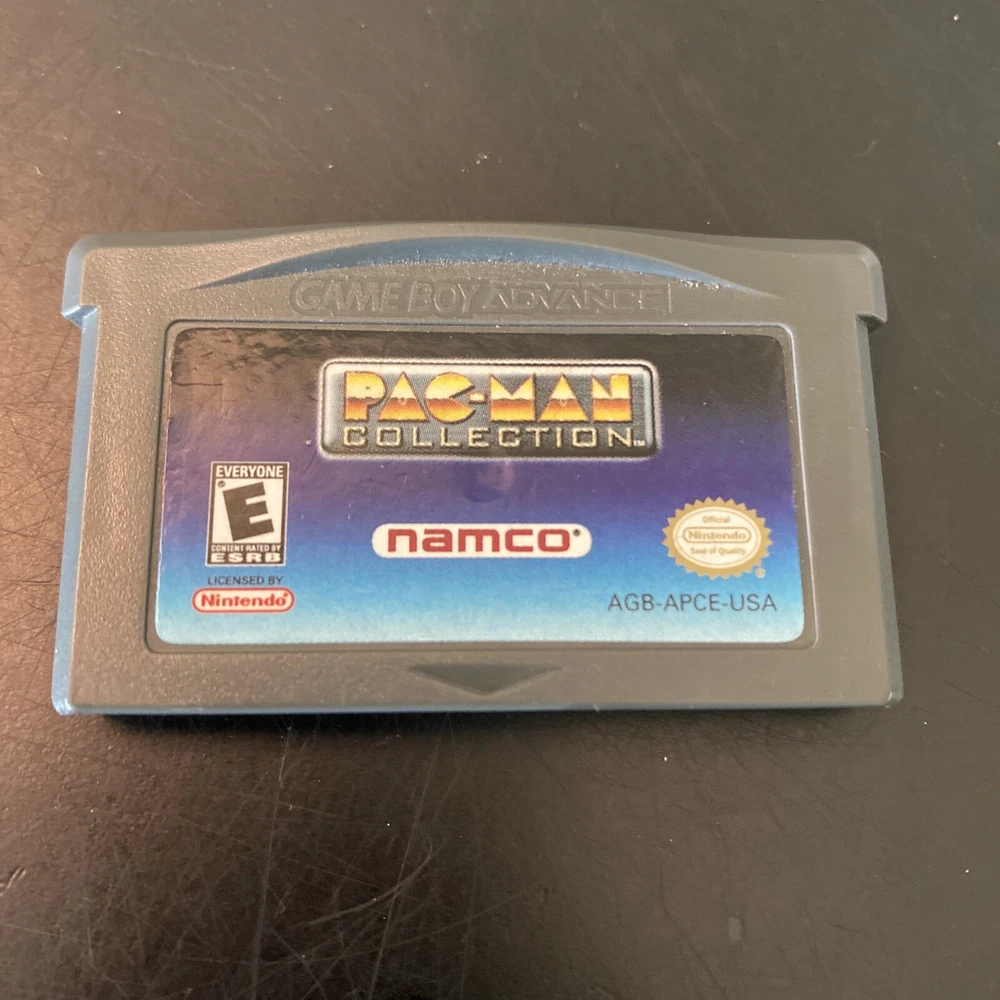 GAME BOY ADVANCE
PAC-MAN
COLLECTION™
EVERYONE
E
CONTENT RATED BY
ESRB
namco®
Official
Nintendo
Seal of Quality
®
LICENSED BY
Nintendo®
AGB-APCE-USA